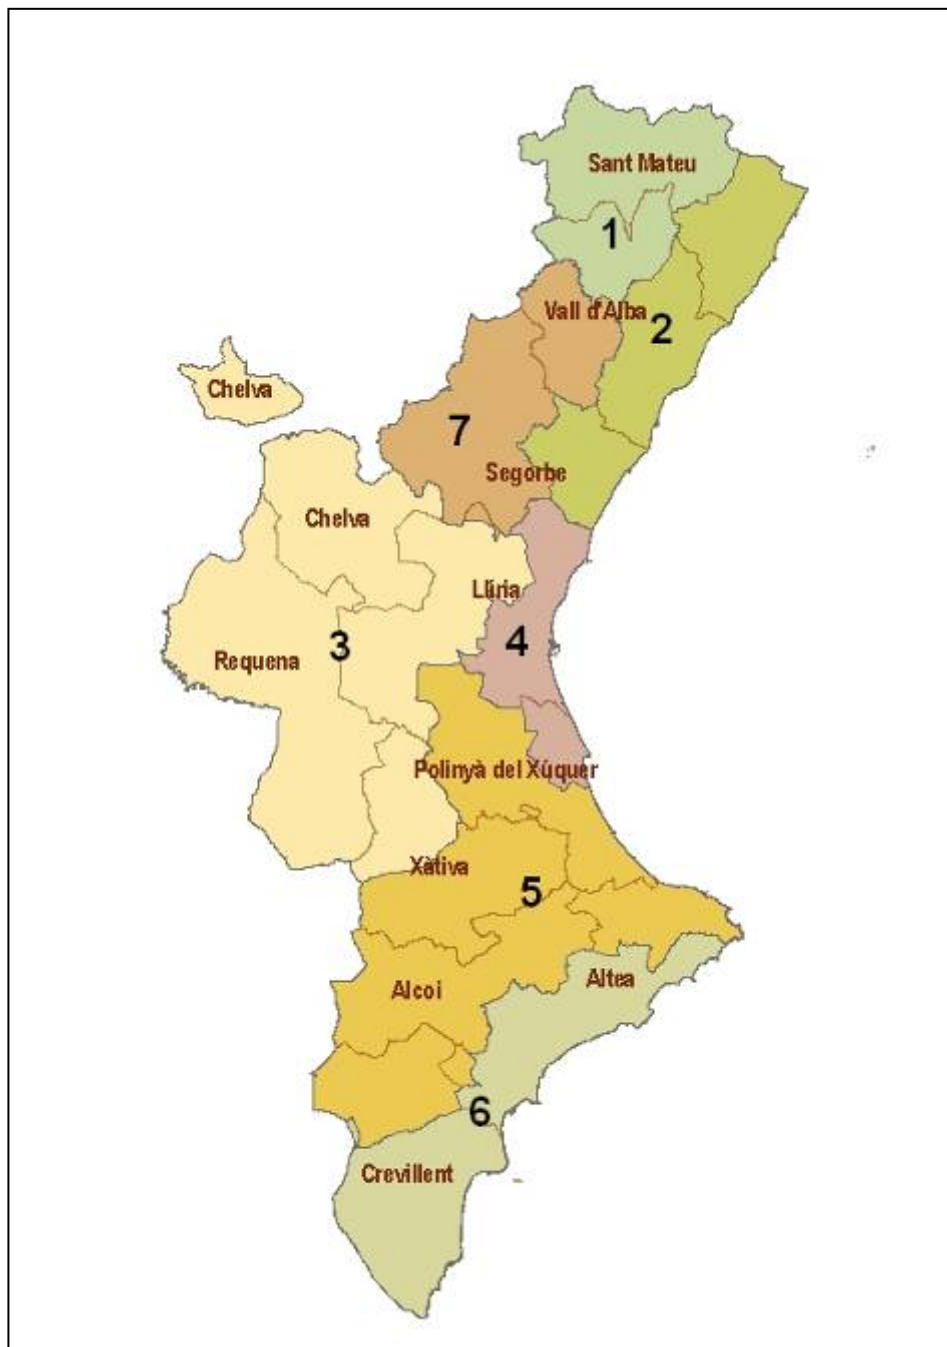 Sant Mateu
1
Vall d'Alba
2
Chelva
7
Segorbe
Chelva
Llíria
4
3
Requena
Polinyà del Xúquer
Xàtiva
5
Altea
Alcoi
6
Crevillent